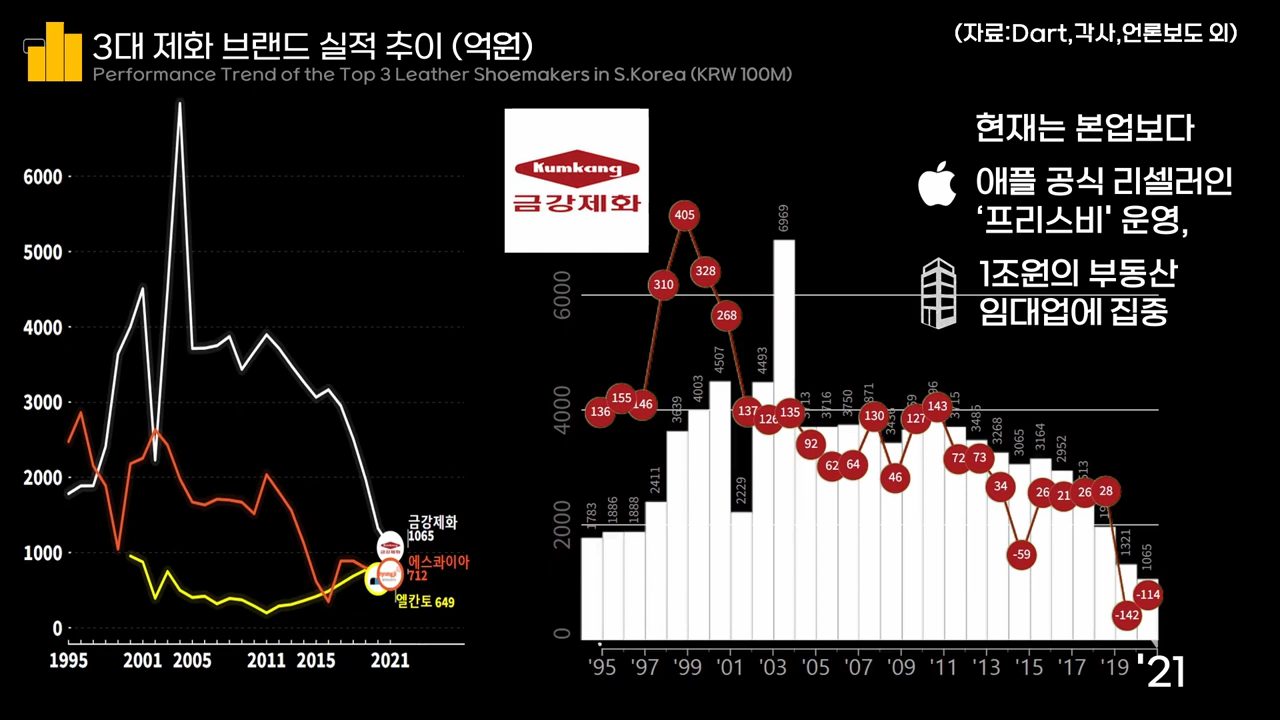 3대 제화 브랜드 실적 추이 (억원)
Performance Trend of the Top 3 Leather Shoemakers in S.Korea (KRW 100M)
(자료:Dart,각사,언론보도 외)
현재는 본업보다
애플 공식 리셀러인
‘프리스비' 운영,
1조원의 부동산
임대업에 집중
Kumkang
금강제화
6000
5000
4000
3000
2000
1000
0
1995 2001 2005 2011 2015 2021
금강제화
1065
에스콰이아
712
엘칸토 649
6000
4000
2000
0
136 155 146 310 405 328 268 137 126 135 92 62 64 130 46 127 143 72 73 34 -59 26 21 26 28 -142 -114
1783 1886 1888 2411 3639 4003 4507 2229 4493 6969 3716 3750 3268 3065 3164 2952 1321 1065
'95 '97 '99 '01 '03 '05 '07 '09 '11 '13 '15 '17 '19 '21